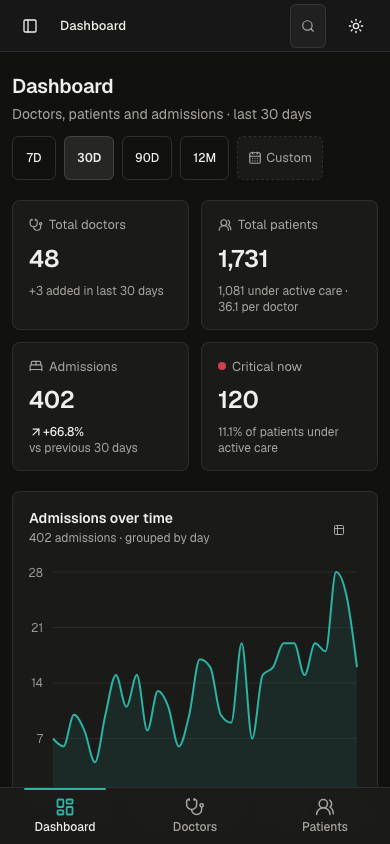 Dashboard
Dashboard
Doctors, patients and admissions · last 30 days
7D
30D
90D
12M
Custom
Total doctors
48
+3 added in last 30 days
Total patients
1,731
1,081 under active care ·
36.1 per doctor
Admissions
402
+66.8%
vs previous 30 days
Critical now
120
11.1% of patients under
active care
Admissions over time
402 admissions · grouped by day
28
21
14
7
Dashboard
Doctors
Patients